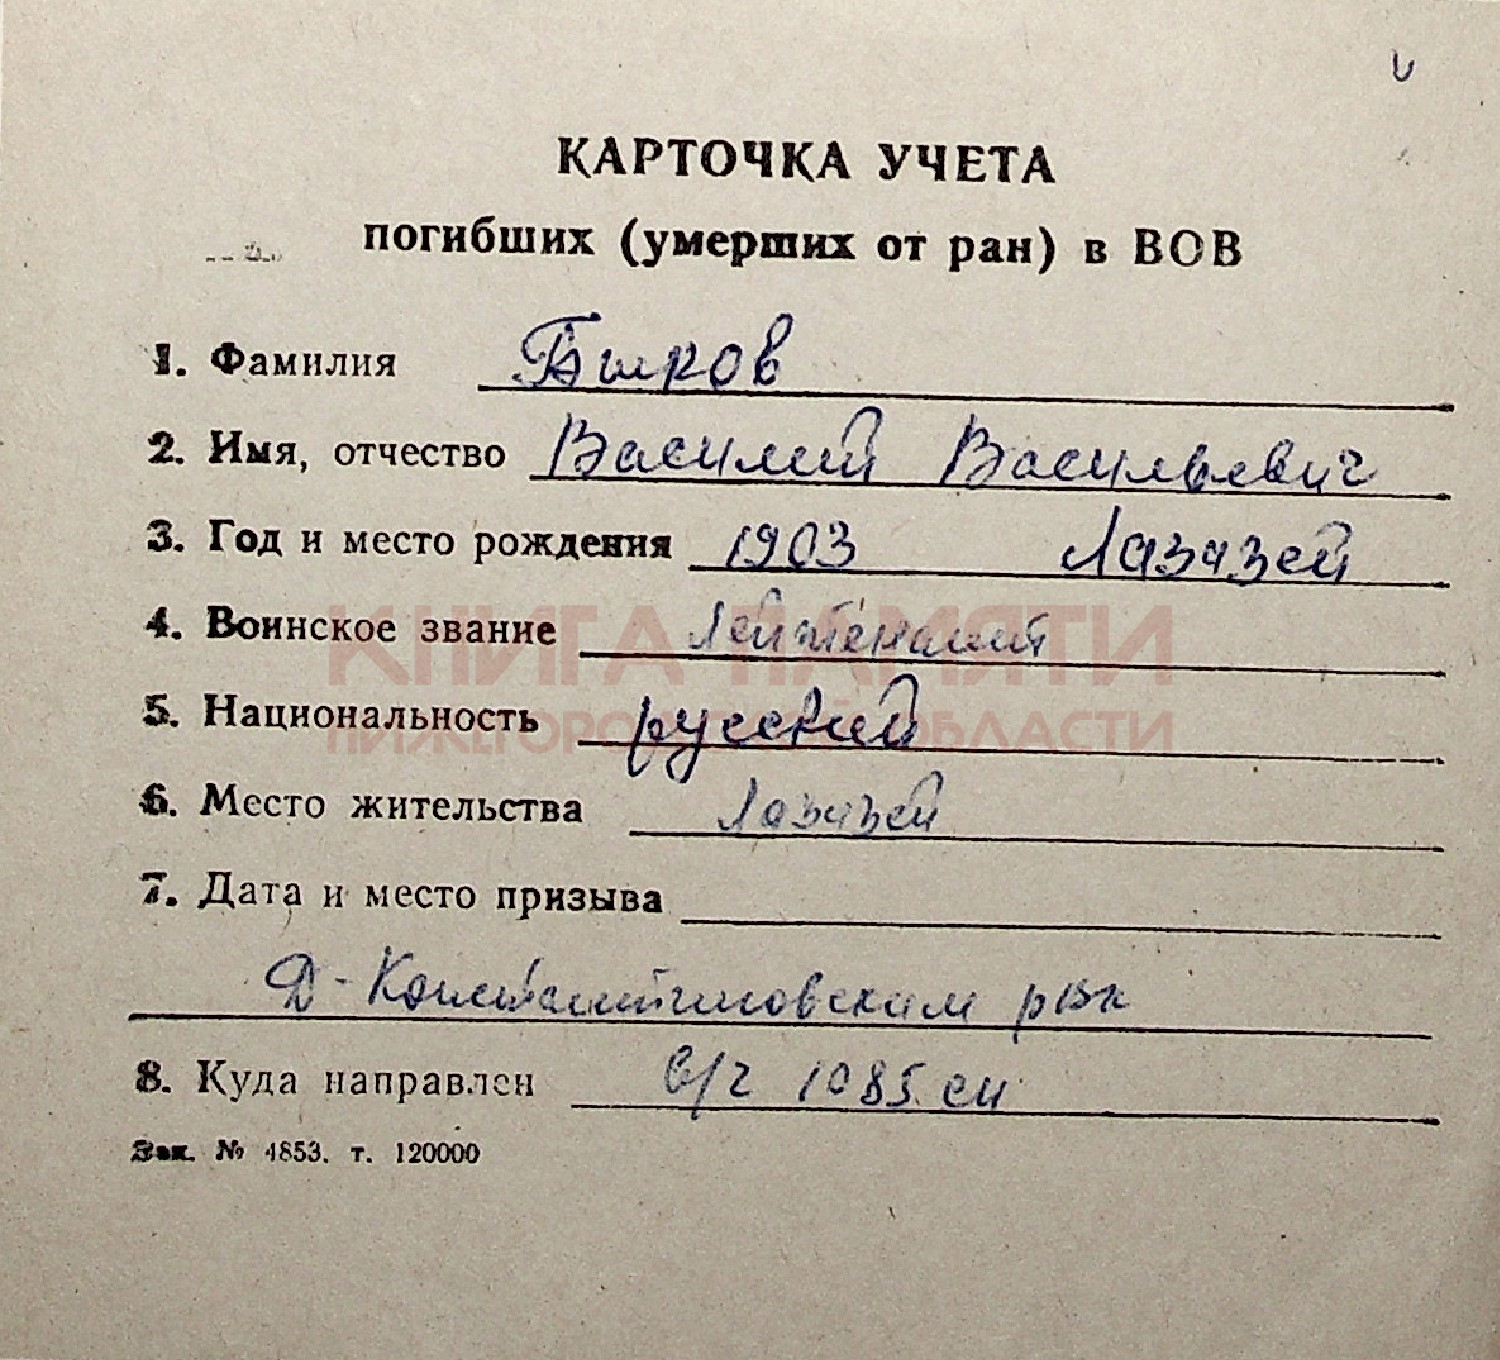 КАРТОЧКА УЧЕТА
погибших (умерших от ран) в ВОВ
1. Фамилия Быков
2. Имя, отчество Василий Васильевич
3. Год и место рождения 1903 Лазазей
4. Воинское звание Лейтенант
5. Национальность русский
6. Место жительства Лазазей
7. Дата и место призыва
Д-Константиновским рвк
8. Куда направлен в/ч 1085 сп
Зак. № 4853. т. 120000
КНИГА ПАМЯТИ
НИЖЕГОРОДСКОЙ ОБЛАСТИ